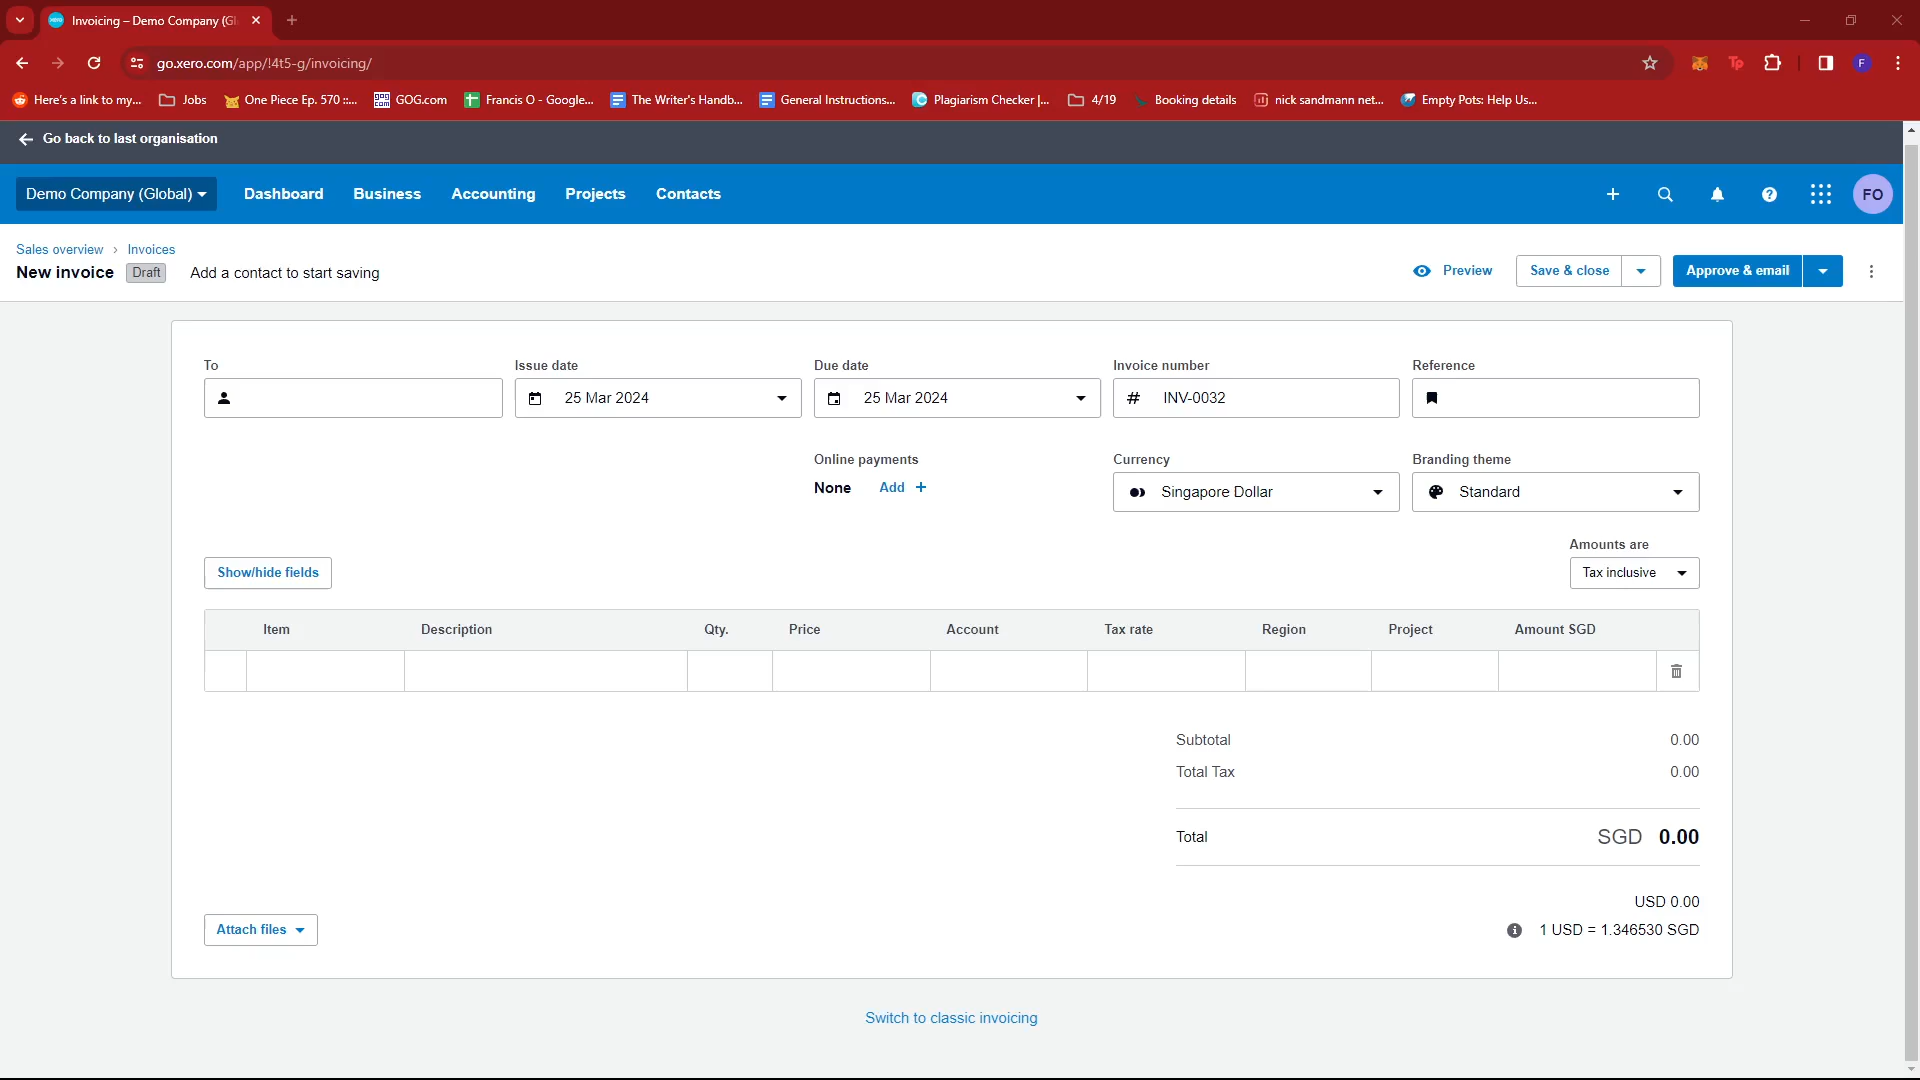 Invoicing – Demo Company (Gl
go.xero.com/app/!4t5-g/invoicing/
Tp
F
Here's a link to my... Jobs One Piece Ep. 570 ::... GOG.com Francis O - Google... The Writer's Handb... General Instructions... Plagiarism Checker |... 4/19 Booking details nick sandmann net... Empty Pots: Help Us...
Go back to last organisation
Demo Company (Global) Dashboard Business Accounting Projects Contacts FO
Sales overview › Invoices
New invoice Draft Add a contact to start saving Preview Save & close Approve & email
To Issue date Due date Invoice number Reference
25 Mar 2024 25 Mar 2024 # INV-0032
Online payments Currency Branding theme
None Add + Singapore Dollar Standard
Amounts are
Show/hide fields Tax inclusive
Item Description Qty. Price Account Tax rate Region Project Amount SGD
Subtotal 0.00
Total Tax 0.00
Total SGD 0.00
USD 0.00
Attach files 1 USD = 1.346530 SGD
Switch to classic invoicing